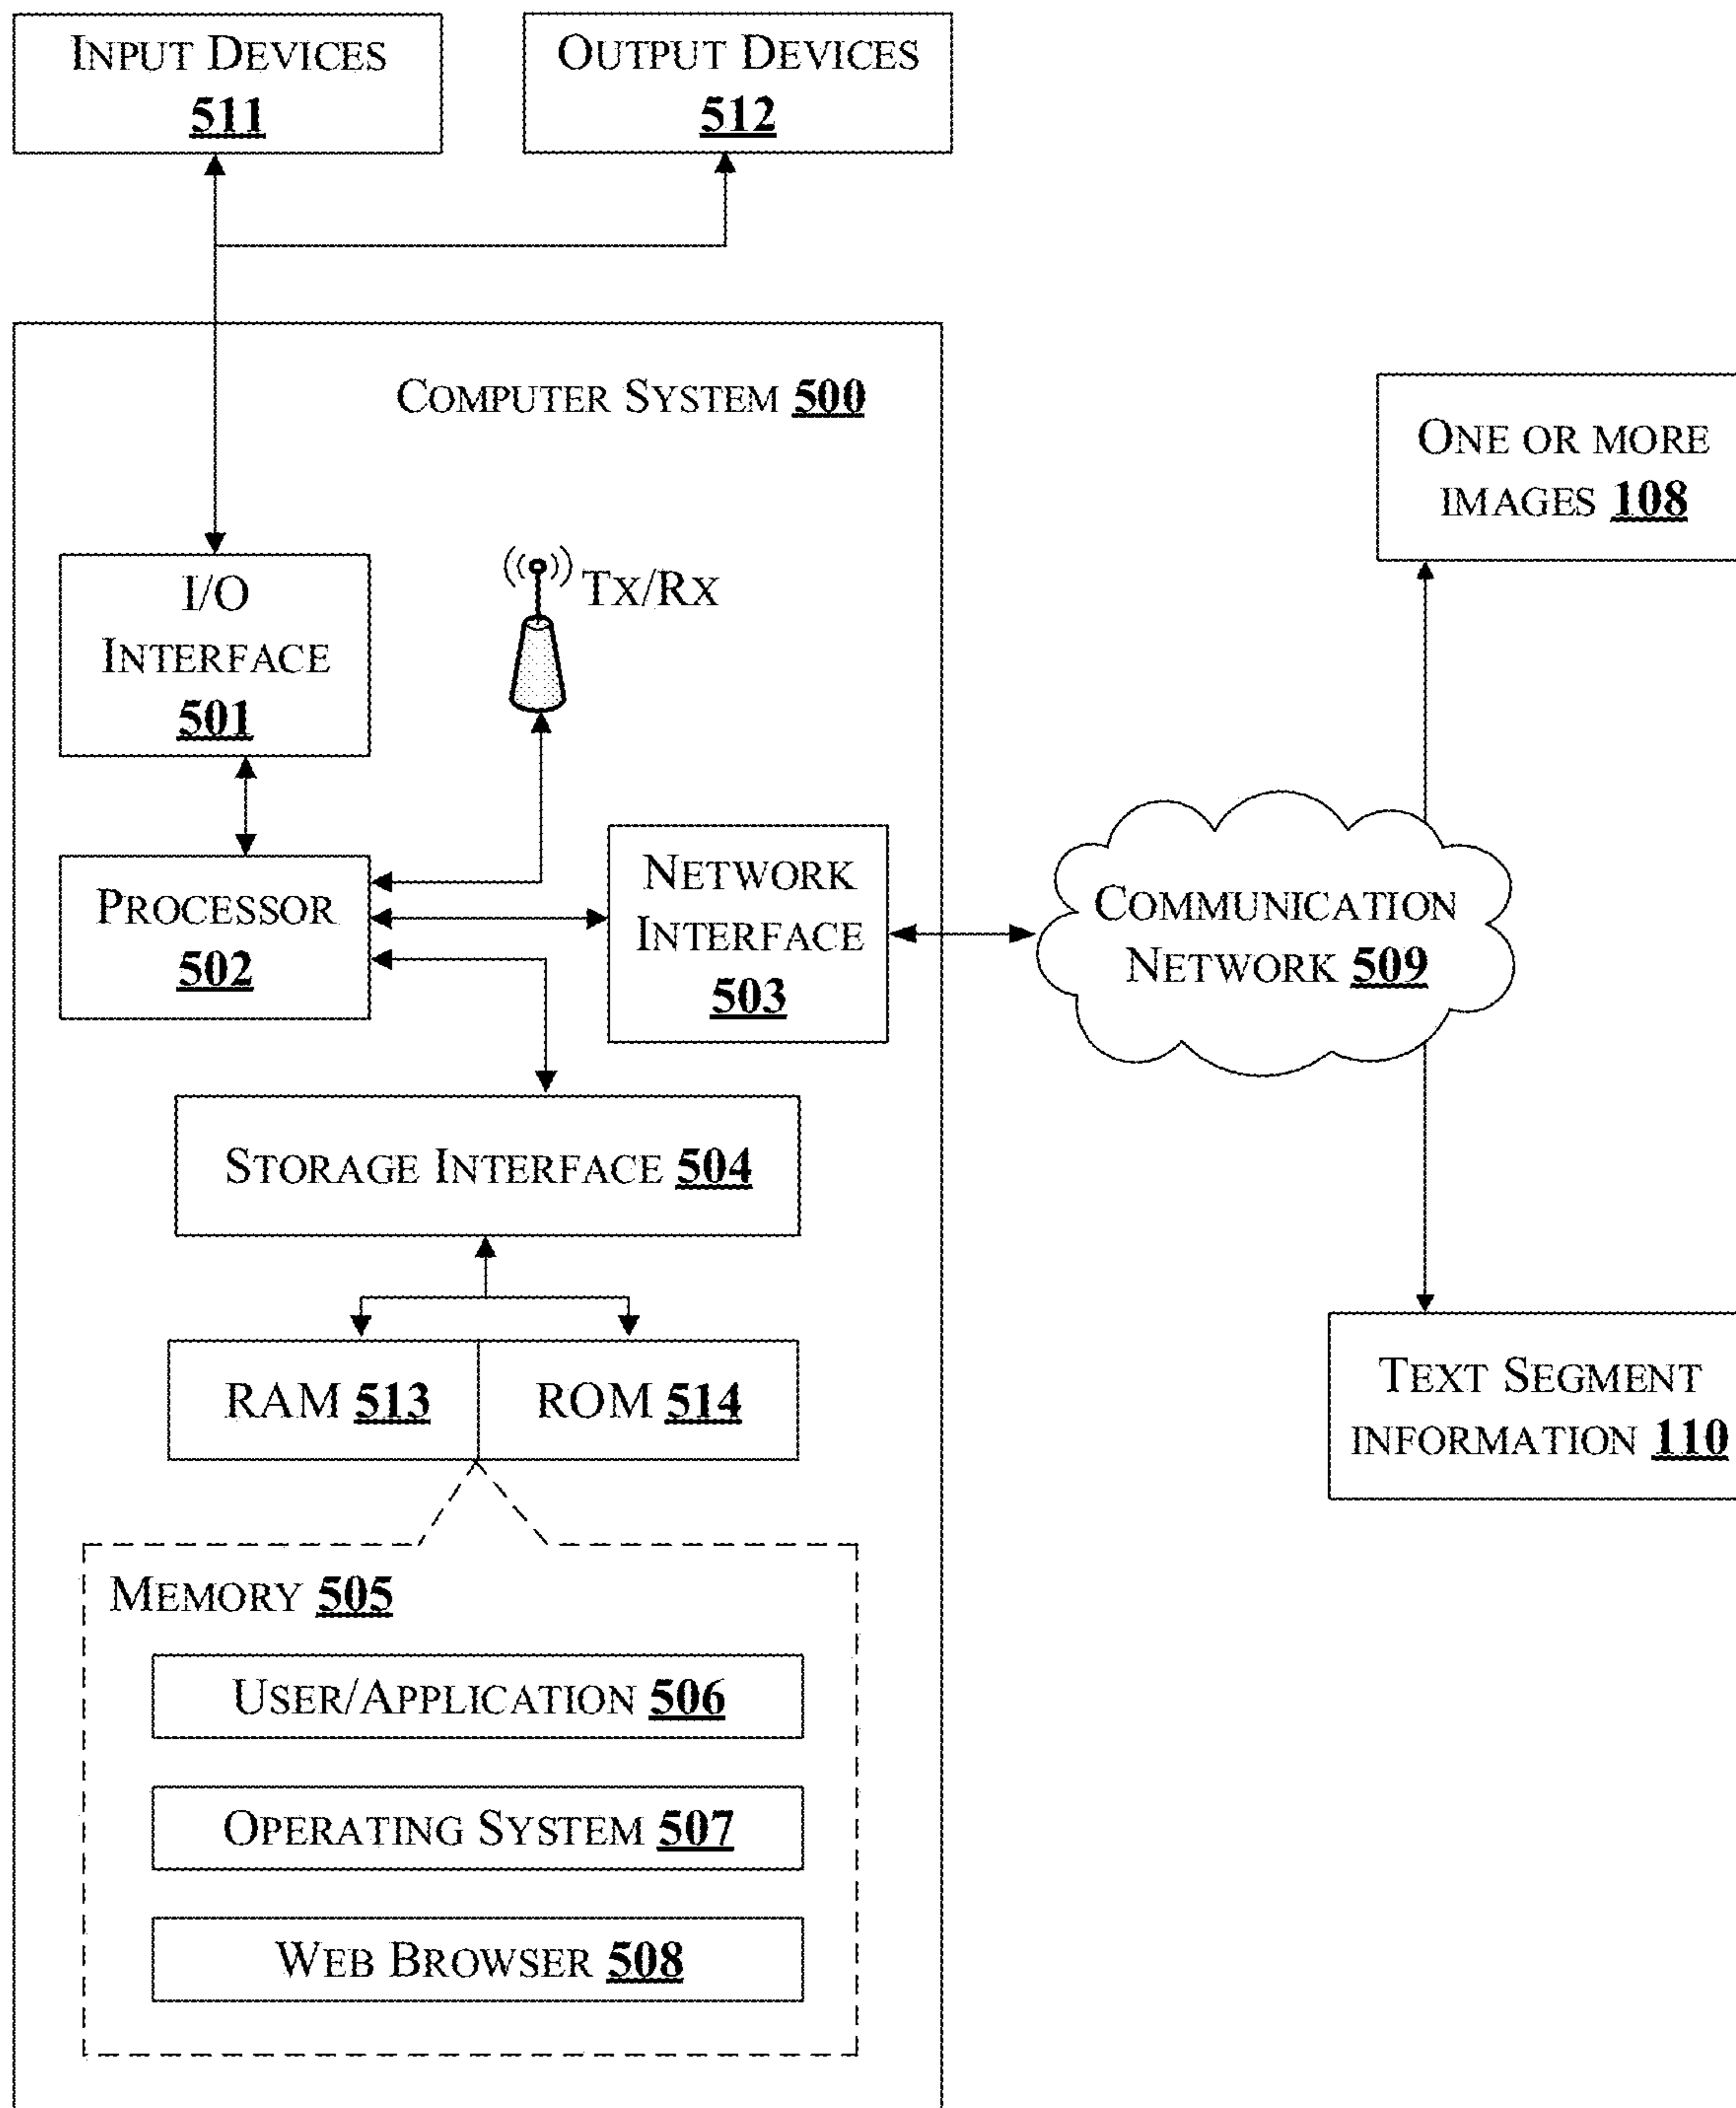 INPUT DEVICES
511
OUTPUT DEVICES
512
COMPUTER SYSTEM 500
ONE OR MORE
IMAGES 108
I/O
INTERFACE
501
TX/RX
PROCESSOR
502
NETWORK
INTERFACE
503
COMMUNICATION
NETWORK 509
STORAGE INTERFACE 504
RAM 513
ROM 514
TEXT SEGMENT
INFORMATION 110
MEMORY 505
USER/APPLICATION 506
OPERATING SYSTEM 507
WEB BROWSER 508